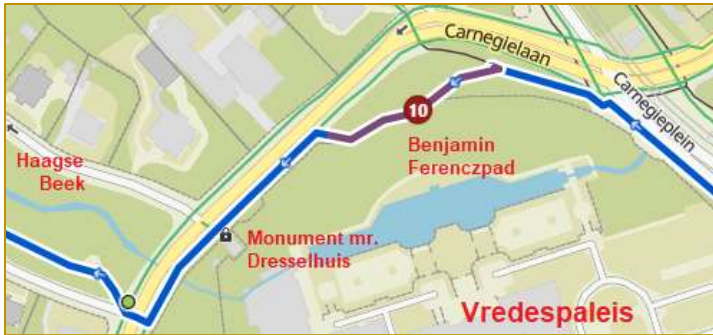 Carnegielaan
Carnegieplein
10
Benjamin
Ferenczpad
Haagse
Beek
Monument mr.
Dresselhuis
Vredespaleis